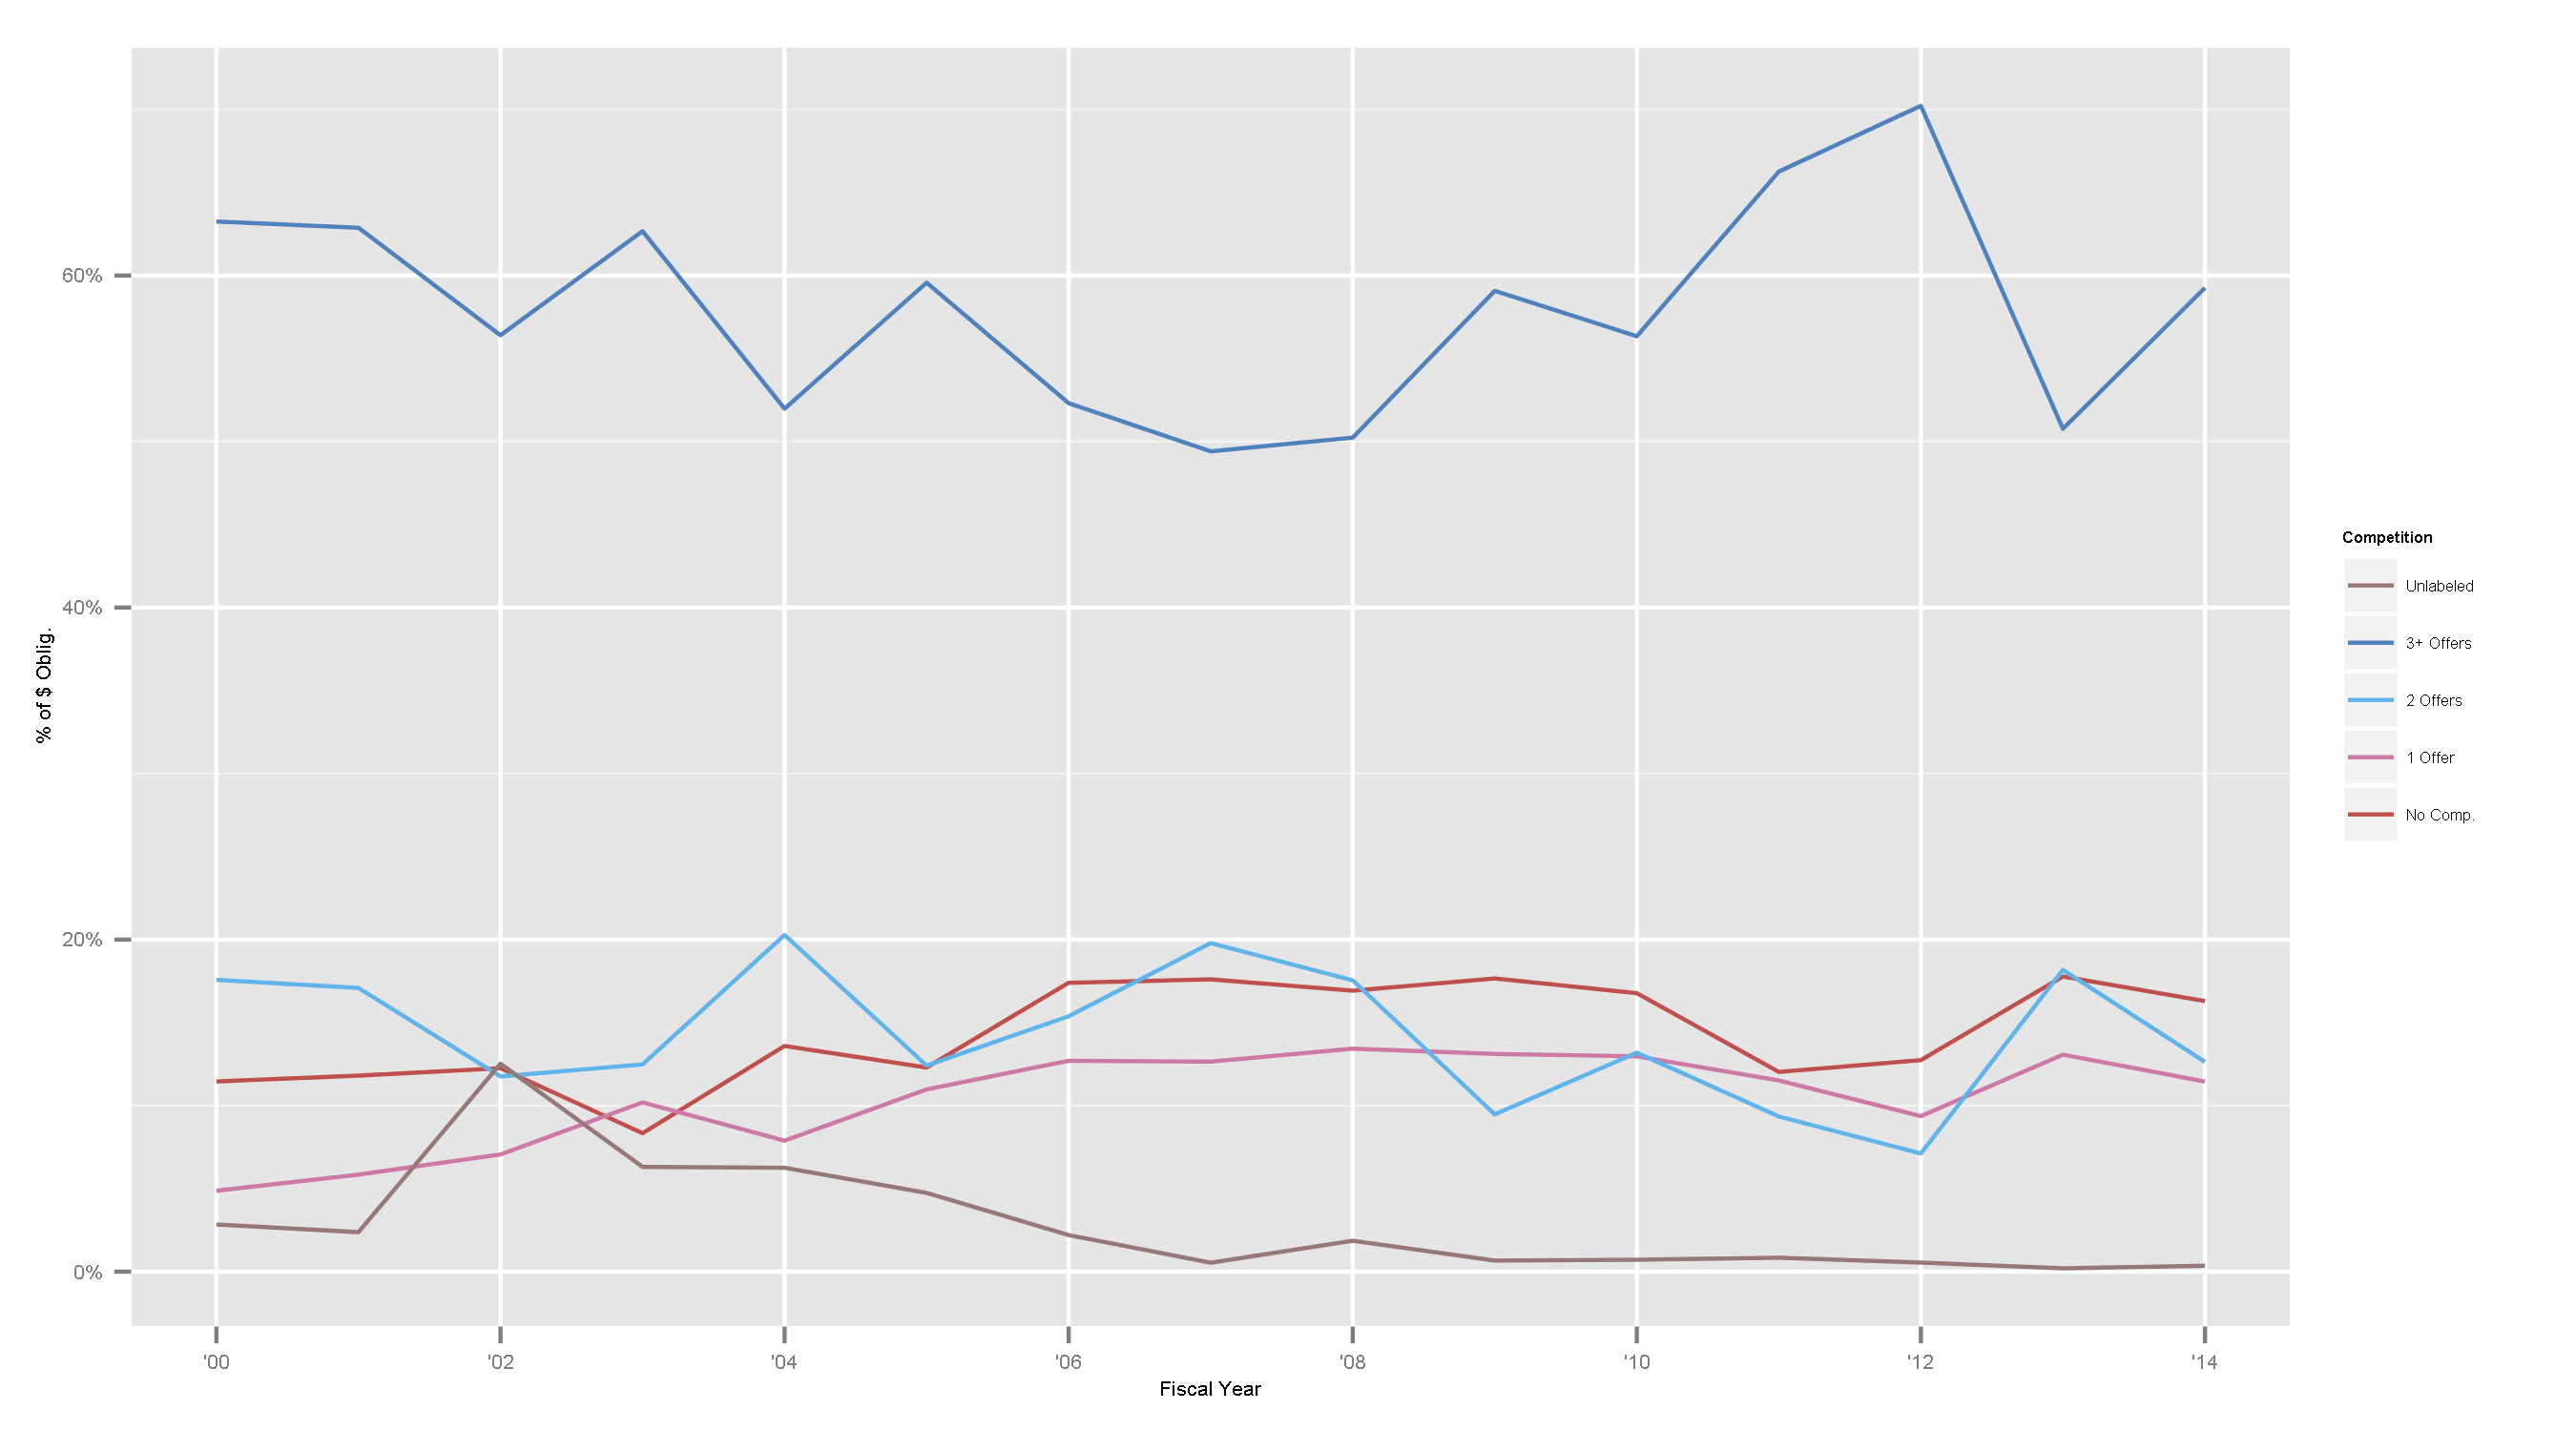 60%
40%
20%
0%
% of $ Oblig.
'00 '02 '04 '06 '08 '10 '12 '14
Fiscal Year
Competition
Unlabeled
3+ Offers
2 Offers
1 Offer
No Comp.